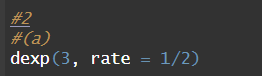 #2
#(a)
dexp(3, rate = 1/2)